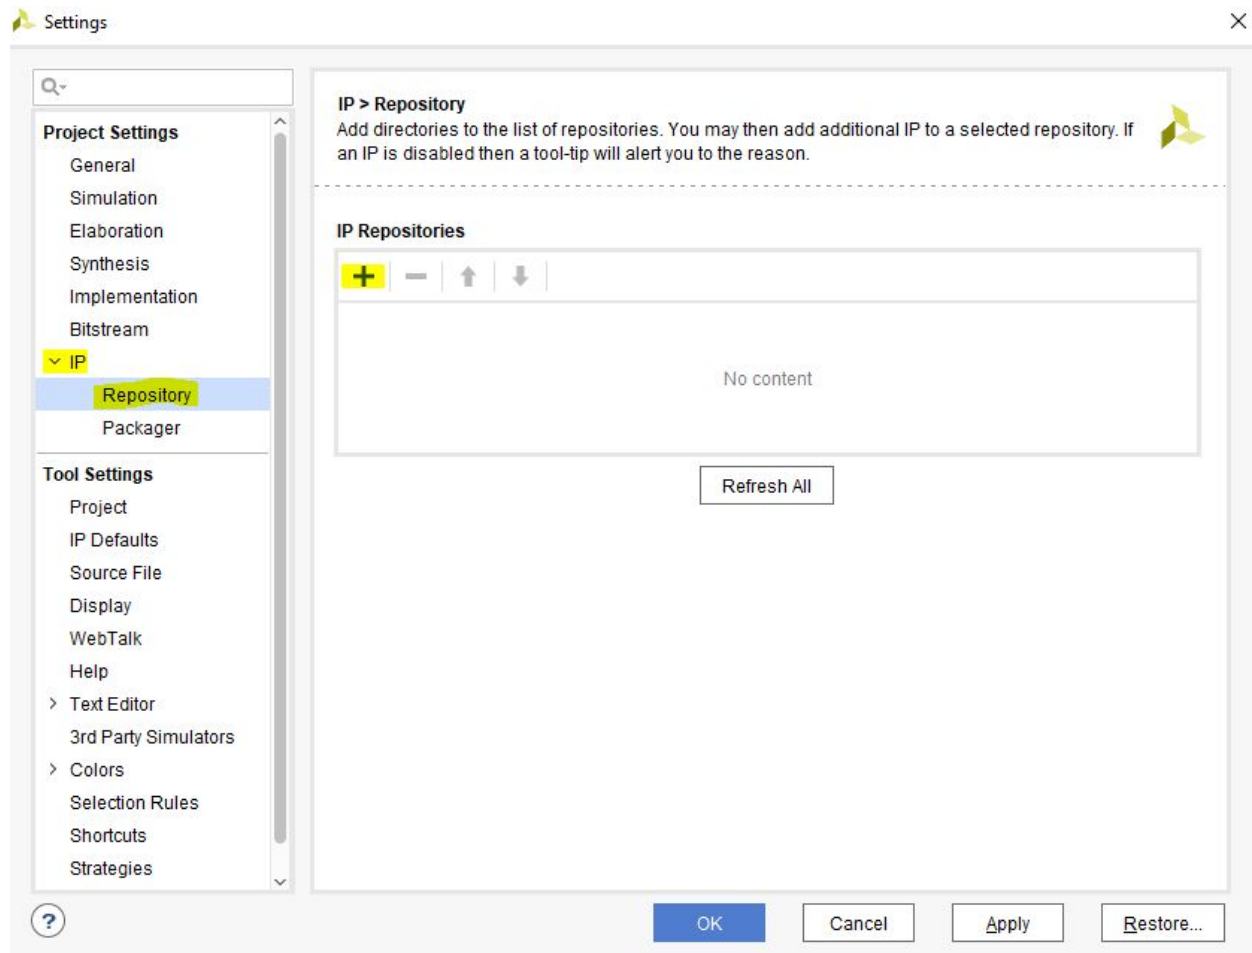 Settings
Project Settings
General
Simulation
Elaboration
Synthesis
Implementation
Bitstream
IP
Repository
Packager
Tool Settings
Project
IP Defaults
Source File
Display
WebTalk
Help
Text Editor
3rd Party Simulators
Colors
Selection Rules
Shortcuts
Strategies
IP > Repository
Add directories to the list of repositories. You may then add additional IP to a selected repository. If
an IP is disabled then a tool-tip will alert you to the reason.
IP Repositories
No content
Refresh All
?
OK
Cancel
Apply
Restore...